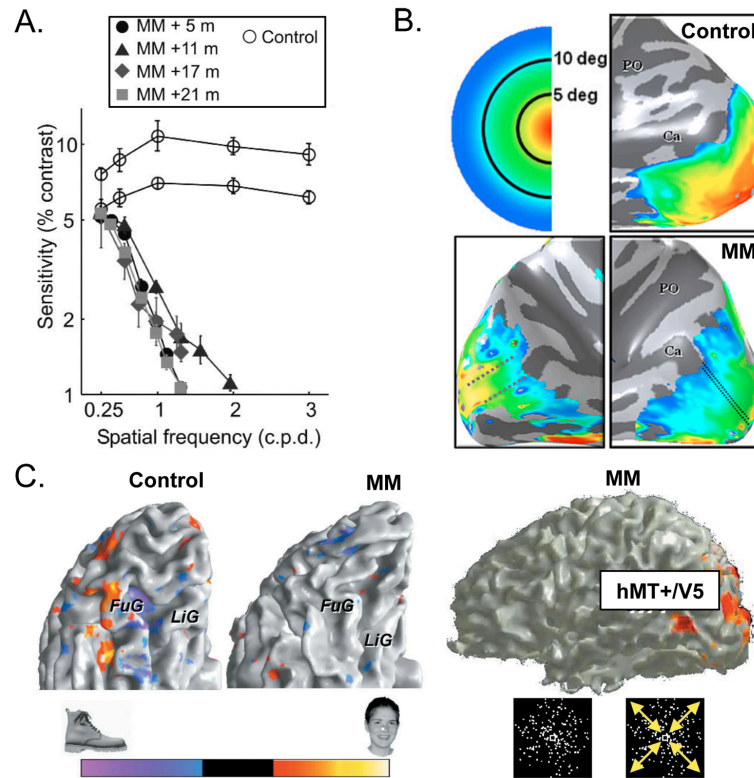 A.
MM + 5 m
MM +11 m
MM +17 m
MM +21 m
Control
Sensitivity (% contrast)
10
5
2
1
0.25
1
2
3
Spatial frequency (c.p.d.)
B.
10 deg
5 deg
Control
PO
Ca
MM
PO
Ca
C.
Control
FuG
LiG
MM
FuG
LiG
MM
hMT+/V5